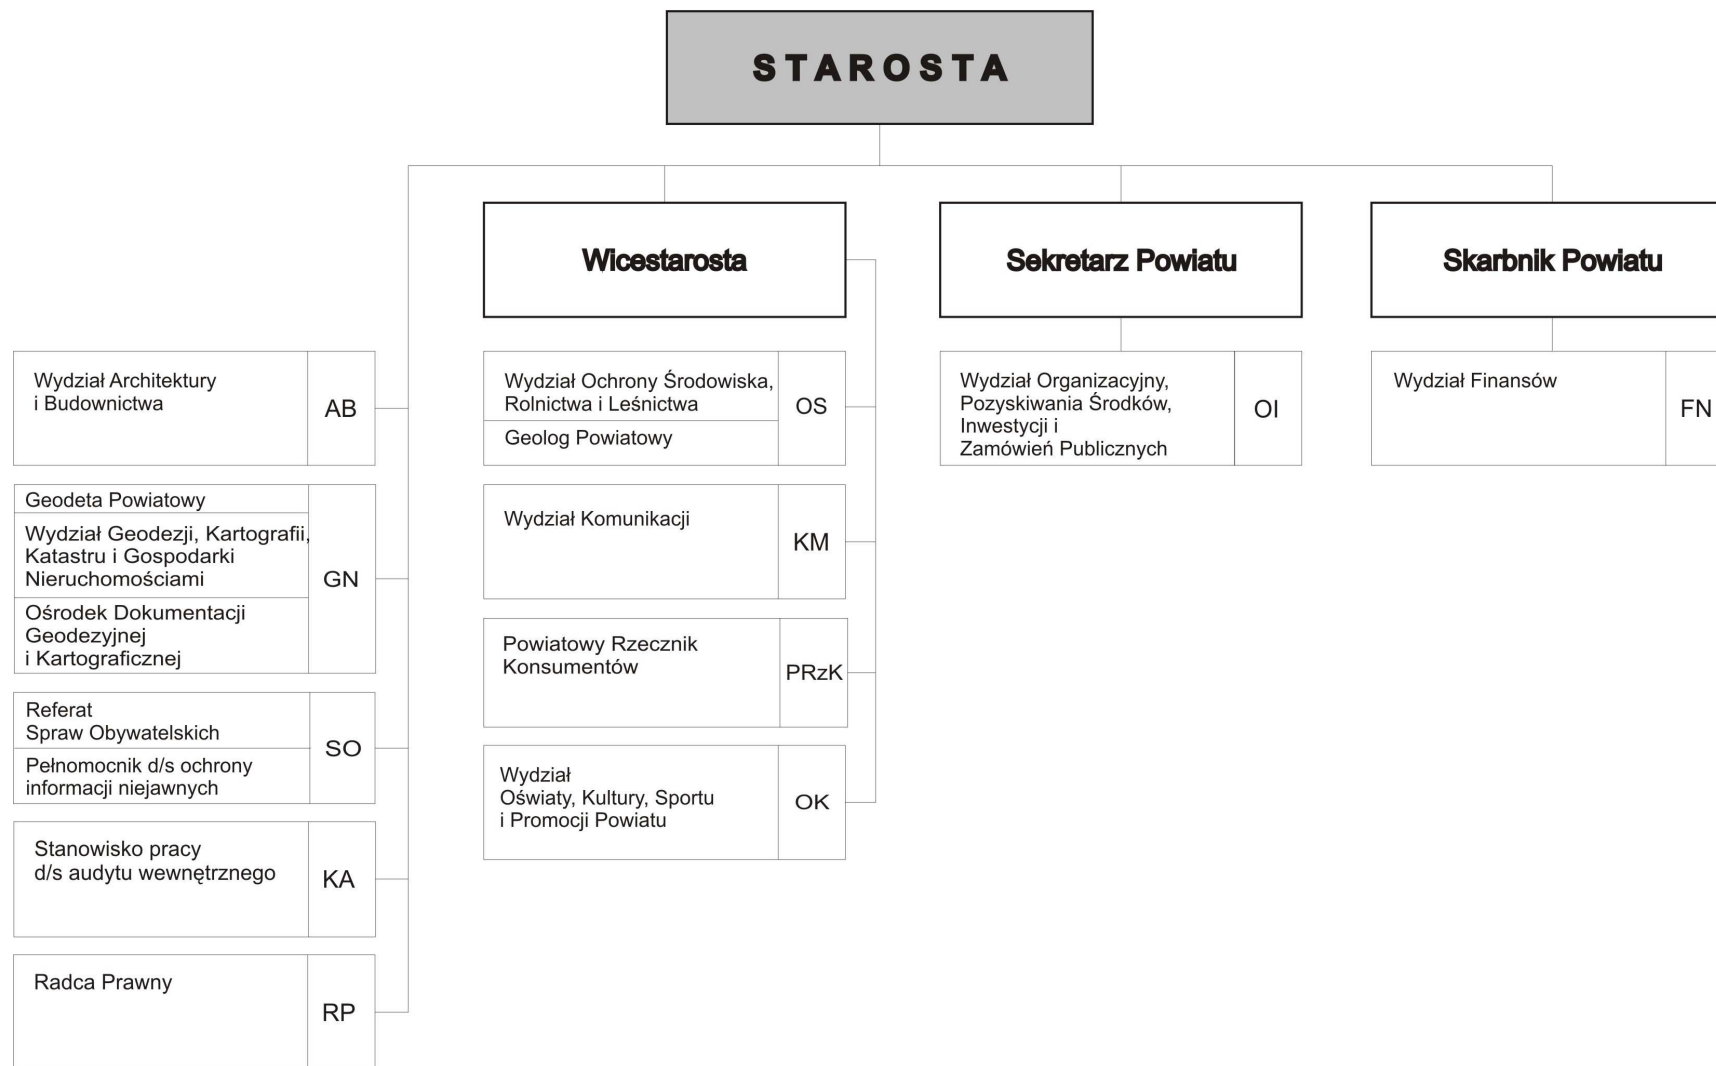 STAROSTA
Wicestarosta
Sekretarz Powiatu
Skarbnik Powiatu
Wydział Architektury
i Budownictwa
AB
Geodeta Powiatowy
Wydział Geodezji, Kartografii,
Katastru i Gospodarki
Nieruchomościami
GN
Ośrodek Dokumentacji
Geodezyjnej
i Kartograficznej
Referat
Spraw Obywatelskich
SO
Pełnomocnik d/s ochrony
informacji niejawnych
Stanowisko pracy
d/s audytu wewnętrznego
KA
Radca Prawny
RP
Wydział Ochrony Środowiska,
Rolnictwa i Leśnictwa
OS
Geolog Powiatowy
Wydział Komunikacji
KM
Powiatowy Rzecznik
Konsumentów
PRzK
Wydział
Oświaty, Kultury, Sportu
i Promocji Powiatu
OK
Wydział Organizacyjny,
Pozyskiwania Środków,
Inwestycji i
Zamówień Publicznych
OI
Wydział Finansów
FN